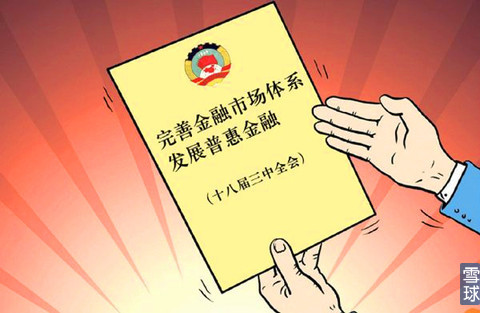 完善金融市场体系
发展普惠金融
（十八届三中全会）
雪球